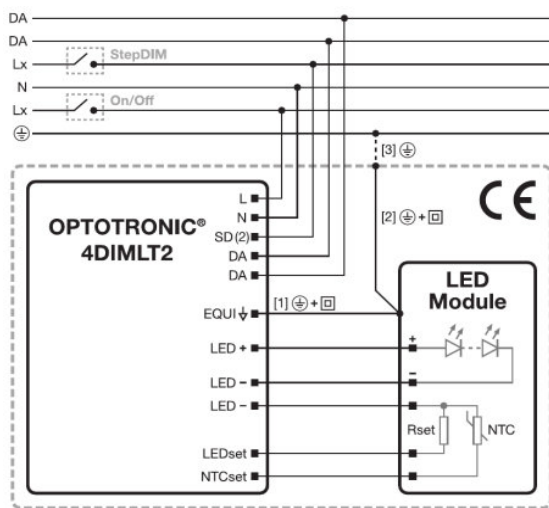 DA
DA
Lx StepDIM
N
Lx On/Off
[3]
[2] +
CE
OPTOTRONIC®
4DIMLT2
L
N
SD (2)
DA
DA
EQUI
LED +
LED -
LED -
LEDset
NTCset
[1] +
LED
Module
+
-
Rset
NTC